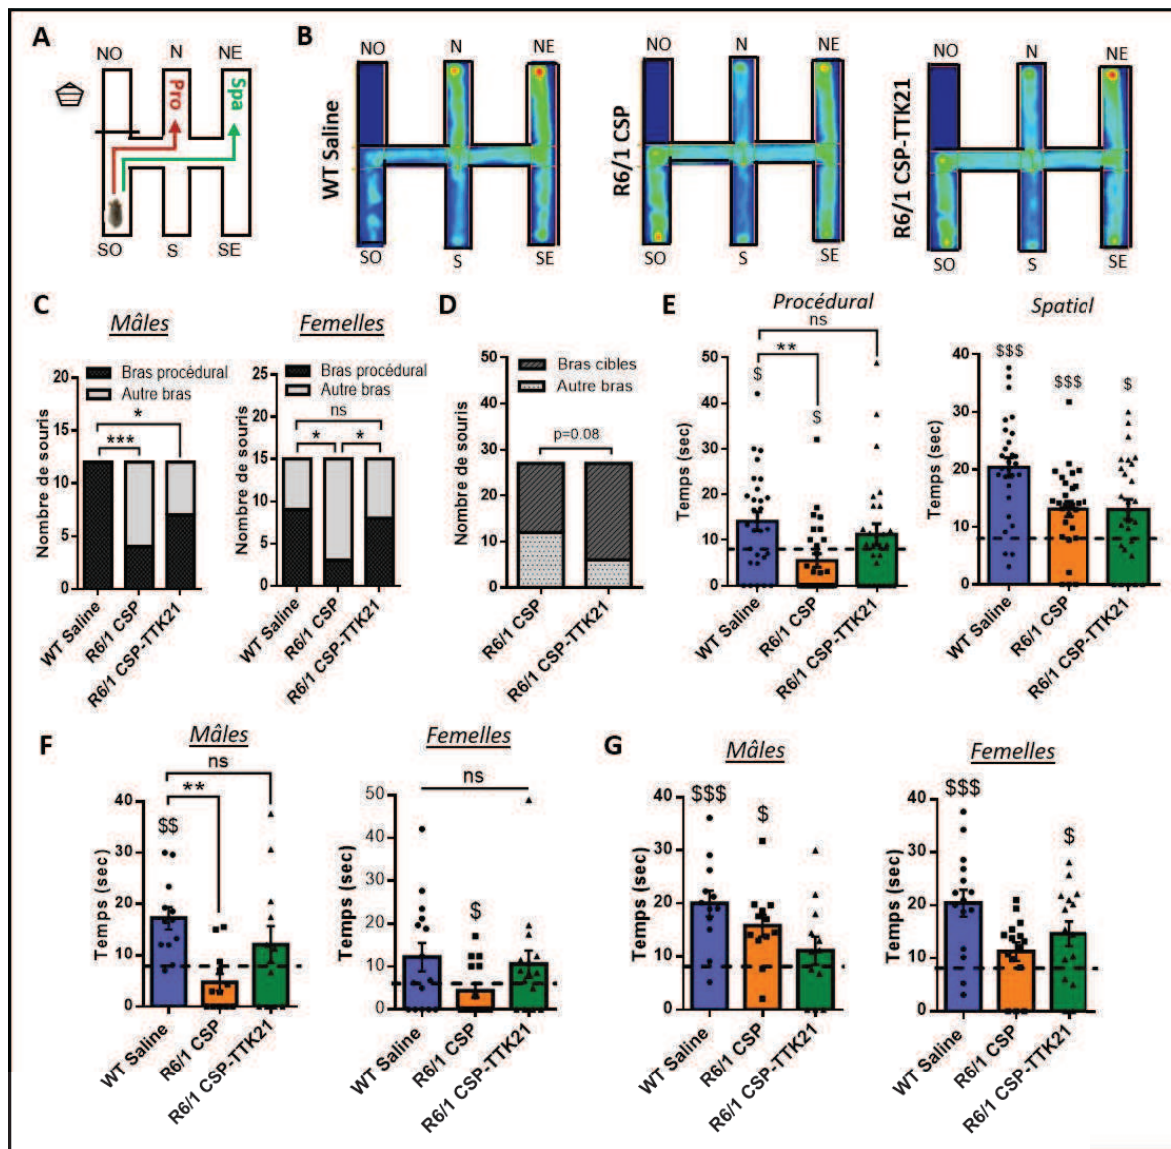 A
NO N NE
Pro
Spa
SO S SE
B
WT Saline
NO N NE
SO S SE
R6/1 CSP
NO N NE
SO S SE
R6/1 CSP-TTK21
NO N NE
SO S SE
C
Mâles
Bras procédural
Autre bras
Nombre de souris
20
15
10
5
0
*
***
WT Saline
R6/1 CSP
R6/1 CSP-TTK21
Femelles
Bras procédural
Autre bras
Nombre de souris
25
20
15
10
5
0
ns
* *
WT Saline
R6/1 CSP
R6/1 CSP-TTK21
D
Bras cibles
Autre bras
Nombre de souris
50
40
30
20
10
0
p=0.08
R6/1 CSP
R6/1 CSP-TTK21
E
Procédural
ns
**
$
$
Temps (sec)
50
40
30
20
10
0
WT Saline
R6/1 CSP
R6/1 CSP-TTK21
Spatial
$$$
$$$
$
Temps (sec)
40
30
20
10
0
WT Saline
R6/1 CSP
R6/1 CSP-TTK21
F
Mâles
ns
**
$$
Temps (sec)
40
30
20
10
0
WT Saline
R6/1 CSP
R6/1 CSP-TTK21
Femelles
ns
$
Temps (sec)
50
40
30
20
10
0
WT Saline
R6/1 CSP
R6/1 CSP-TTK21
G
Mâles
$$$
$
Temps (sec)
40
30
20
10
0
WT Saline
R6/1 CSP
R6/1 CSP-TTK21
Femelles
$$$
$
Temps (sec)
40
30
20
10
0
WT Saline
R6/1 CSP
R6/1 CSP-TTK21